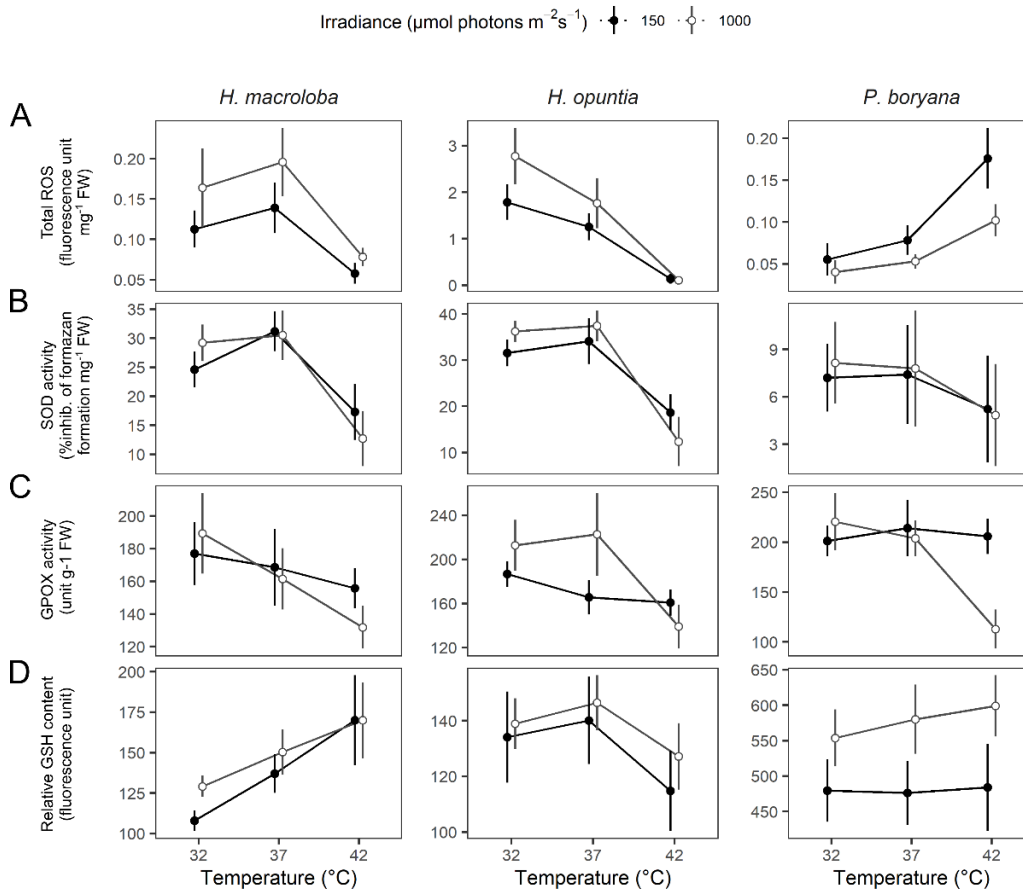 Irradiance (µmol photons m⁻²s⁻¹) 150 1000
H. macroloba H. opuntia P. boryana
A
Total ROS
(fluorescence unit
mg⁻¹ FW)
0.20
0.15
0.10
0.05
3
2
1
0
0.20
0.15
0.10
0.05
B
SOD activity
(%inhib. of formazan
formation mg⁻¹ FW)
35
30
25
20
15
10
40
30
20
10
9
6
3
C
GPOX activity
(unit g-1 FW)
200
180
160
140
120
240
200
160
120
250
200
150
100
D
Relative GSH content
(fluorescence unit)
200
175
150
125
100
140
120
100
650
600
550
500
450
32 37 42 32 37 42 32 37 42
Temperature (°C) Temperature (°C) Temperature (°C)